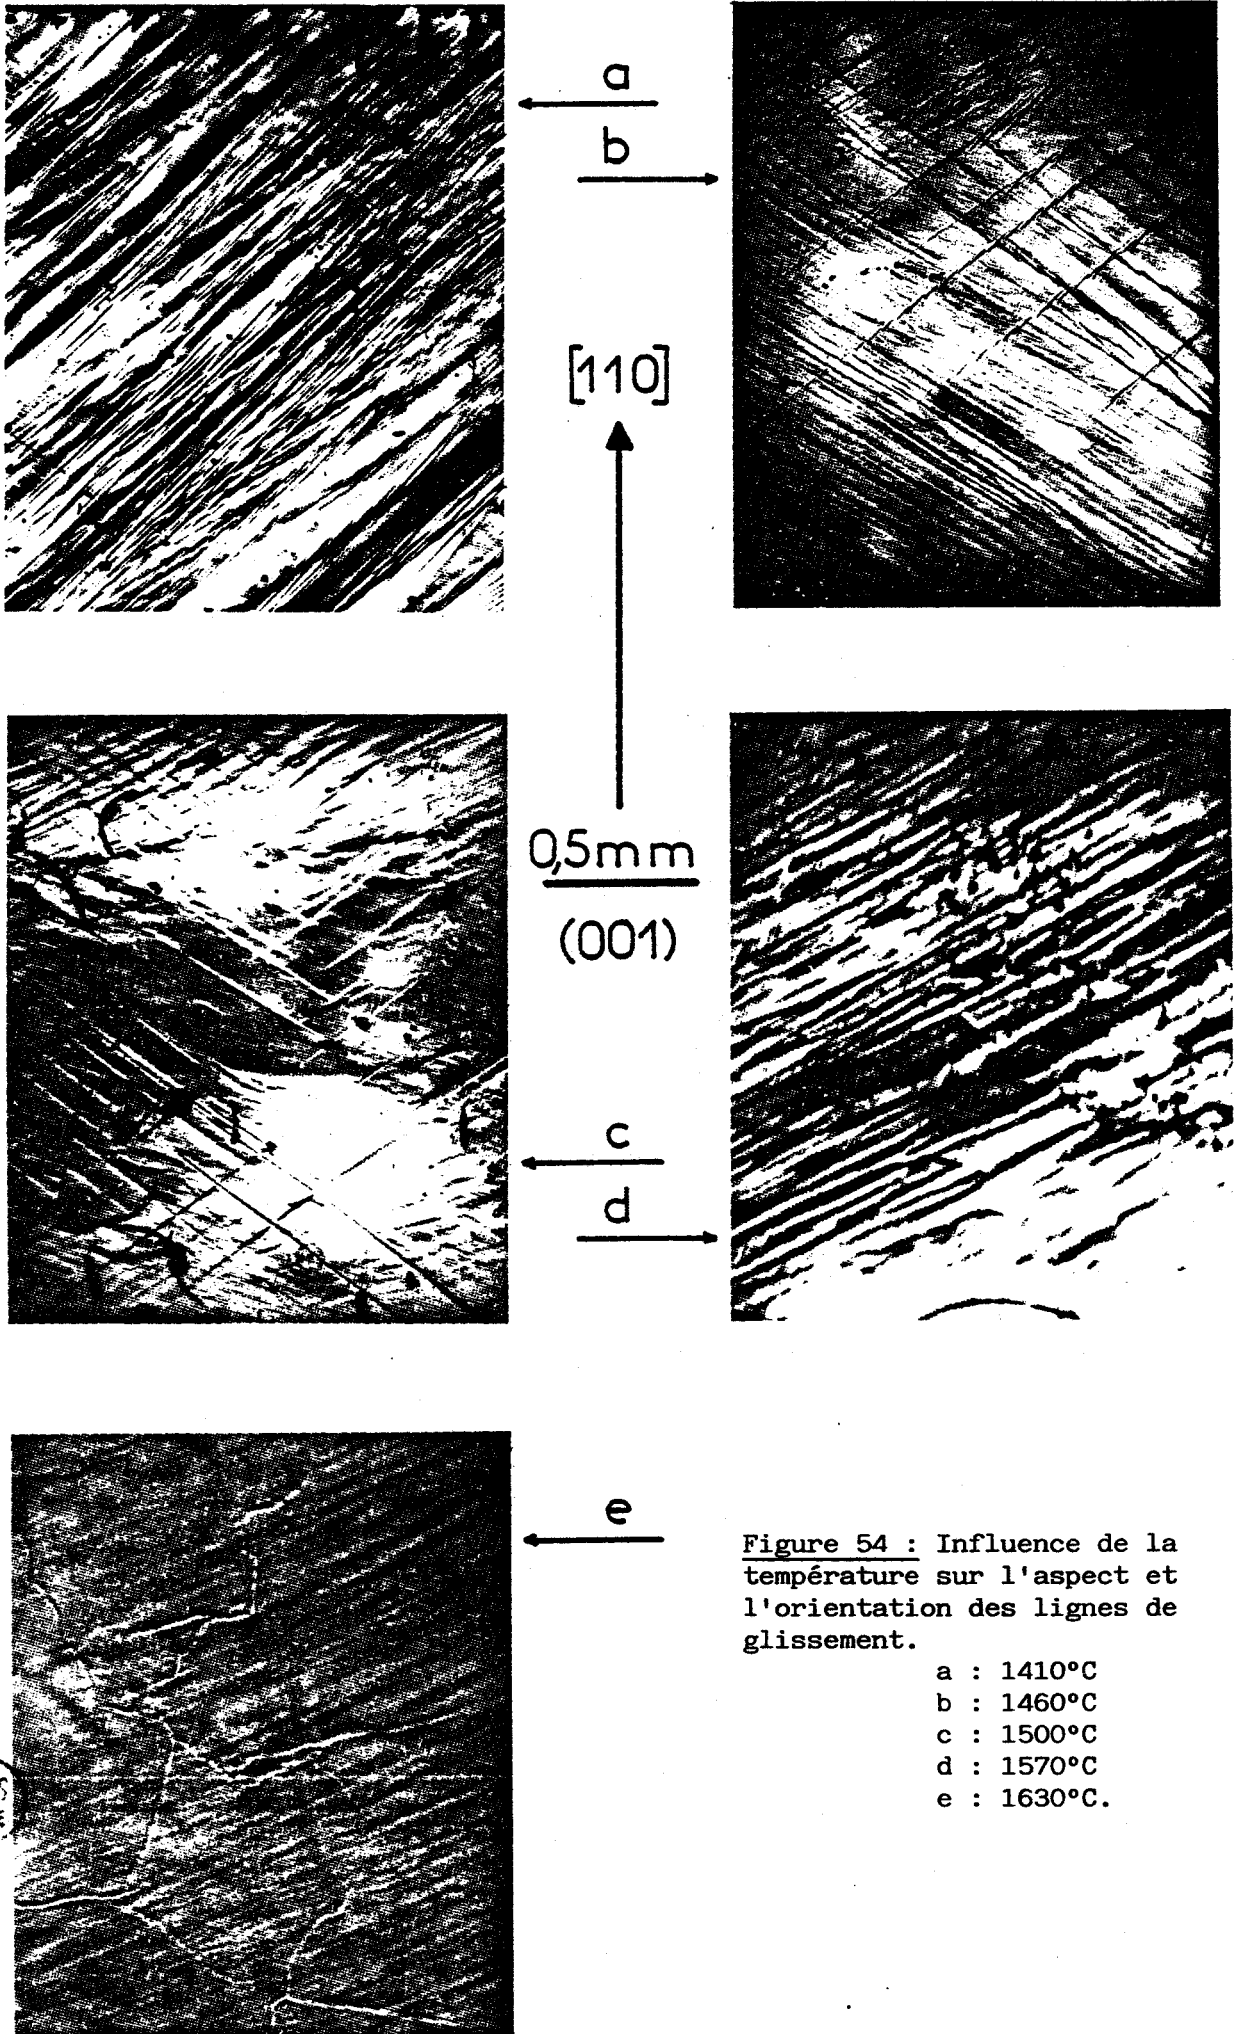 a
b
[110]
0,5mm
(001)
c
d
e
Figure 54 : Influence de la
température sur l'aspect et
l'orientation des lignes de
glissement.
a : 1410°C
b : 1460°C
c : 1500°C
d : 1570°C
e : 1630°C.